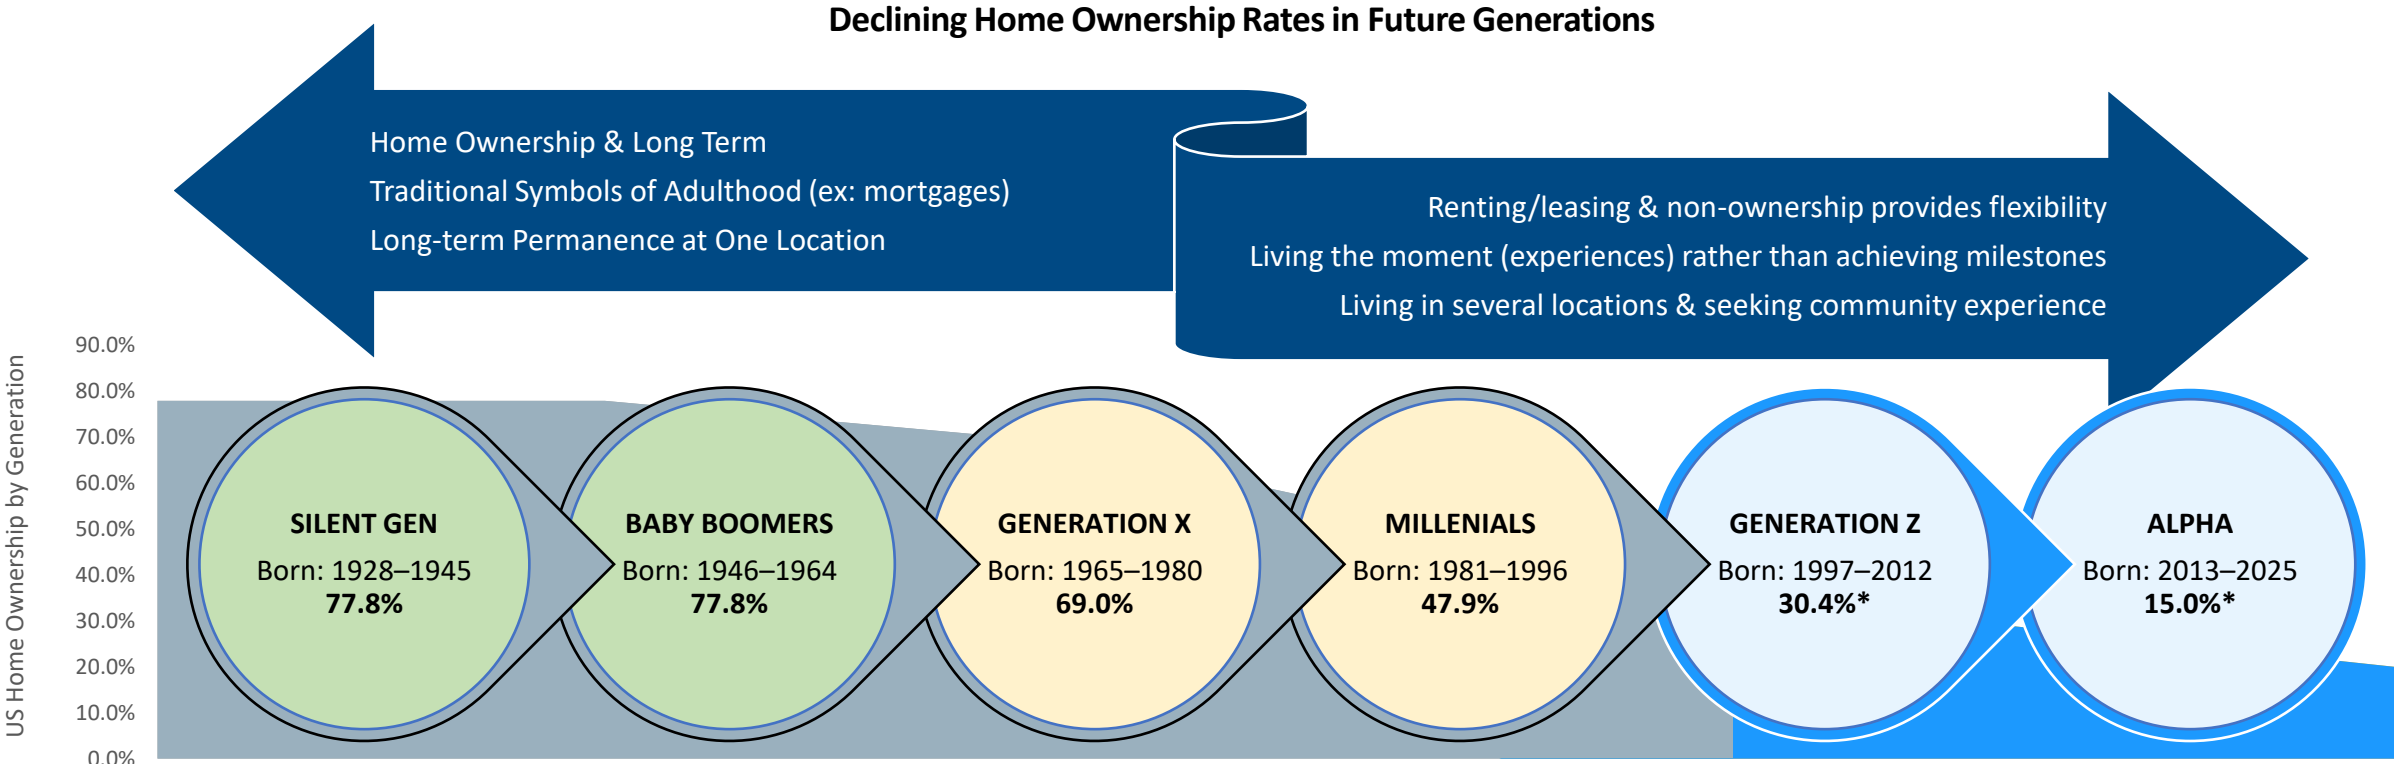 Declining Home Ownership Rates in Future Generations
Home Ownership & Long Term
Traditional Symbols of Adulthood (ex: mortgages)
Long-term Permanence at One Location
Renting/leasing & non-ownership provides flexibility
Living the moment (experiences) rather than achieving milestones
Living in several locations & seeking community experience
US Home Ownership by Generation
90.0%
80.0%
70.0%
60.0%
50.0%
40.0%
30.0%
20.0%
10.0%
0.0%
SILENT GEN
Born: 1928–1945
77.8%
BABY BOOMERS
Born: 1946–1964
77.8%
GENERATION X
Born: 1965–1980
69.0%
MILLENIALS
Born: 1981–1996
47.9%
GENERATION Z
Born: 1997–2012
30.4%*
ALPHA
Born: 2013–2025
15.0%*